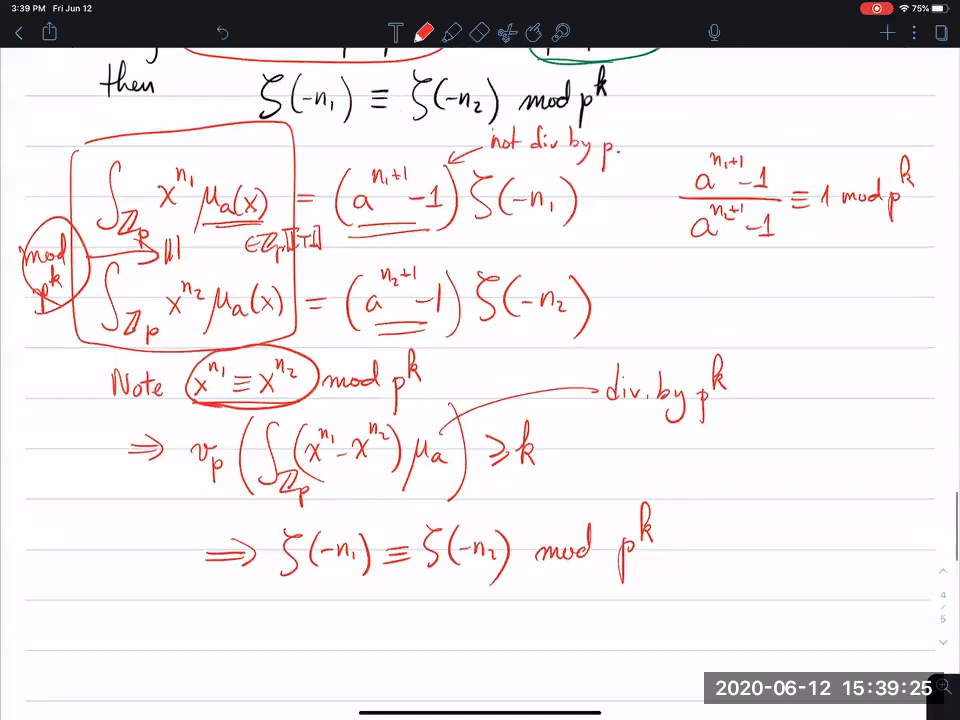 3:39 PM Fri Jun 12
75%
then ζ(-n₁) ≡ ζ(-n₂) mod p^k
not div by p.
∫_{ℤ_p} x^{n₁} μ_a(x) = (a^{n₁+1} - 1) ζ(-n₁)
(a^{n₁+1} - 1)/(a^{n₂+1} - 1) ≡ 1 mod p^k
mod p^k
∈ ℤ_p[[T]]
∫_{ℤ_p} x^{n₂} μ_a(x) = (a^{n₂+1} - 1) ζ(-n₂)
Note x^{n₁} ≡ x^{n₂} mod p^k
div. by p^k
⇒ v_p(∫_{ℤ_p} (x^{n₁} - x^{n₂}) μ_a) ≥ k
⇒ ζ(-n₁) ≡ ζ(-n₂) mod p^k
4/5
2020-06-12 15:39:25